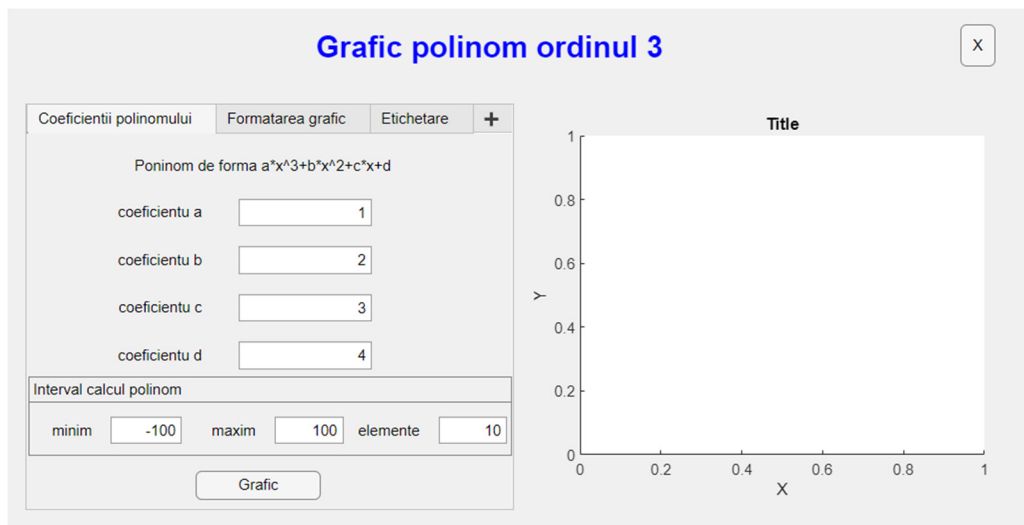 Grafic polinom ordinul 3
X
Coeficientii polinomului
Formatarea grafic
Etichetare
+
Poninom de forma a*x^3+b*x^2+c*x+d
coeficientu a 1
coeficientu b 2
coeficientu c 3
coeficientu d 4
Interval calcul polinom
minim -100 maxim 100 elemente 10
Grafic
Title
1
0.8
0.6
0.4
0.2
0
Y
0 0.2 0.4 0.6 0.8 1
X